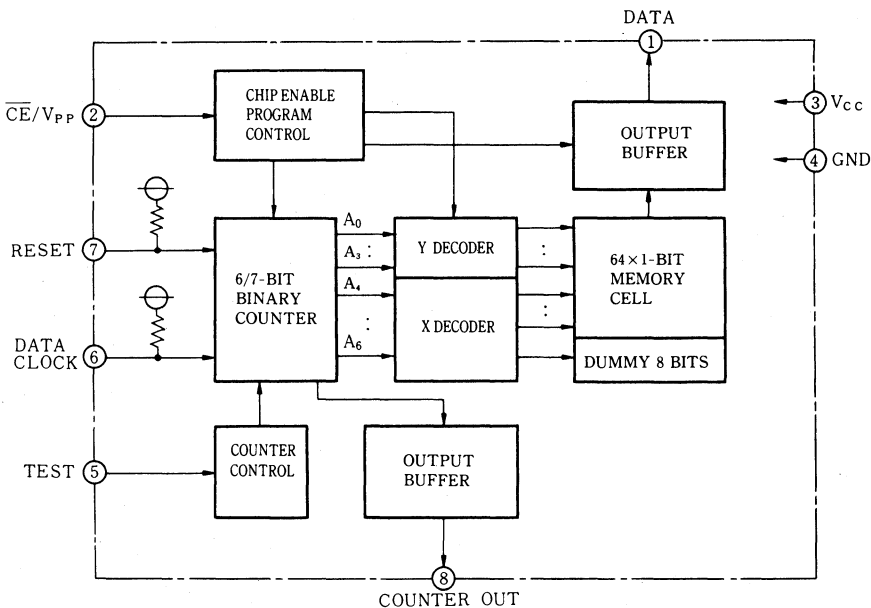 DATA
1
CE/VPP 2
CHIP ENABLE
PROGRAM
CONTROL
OUTPUT
BUFFER
3 VCC
4 GND
RESET 7
6/7-BIT
BINARY
COUNTER
A0
A3
A4
A6
Y DECODER
X DECODER
64×1-BIT
MEMORY
CELL
DUMMY 8 BITS
DATA
CLOCK 6
TEST 5
COUNTER
CONTROL
OUTPUT
BUFFER
8
COUNTER OUT